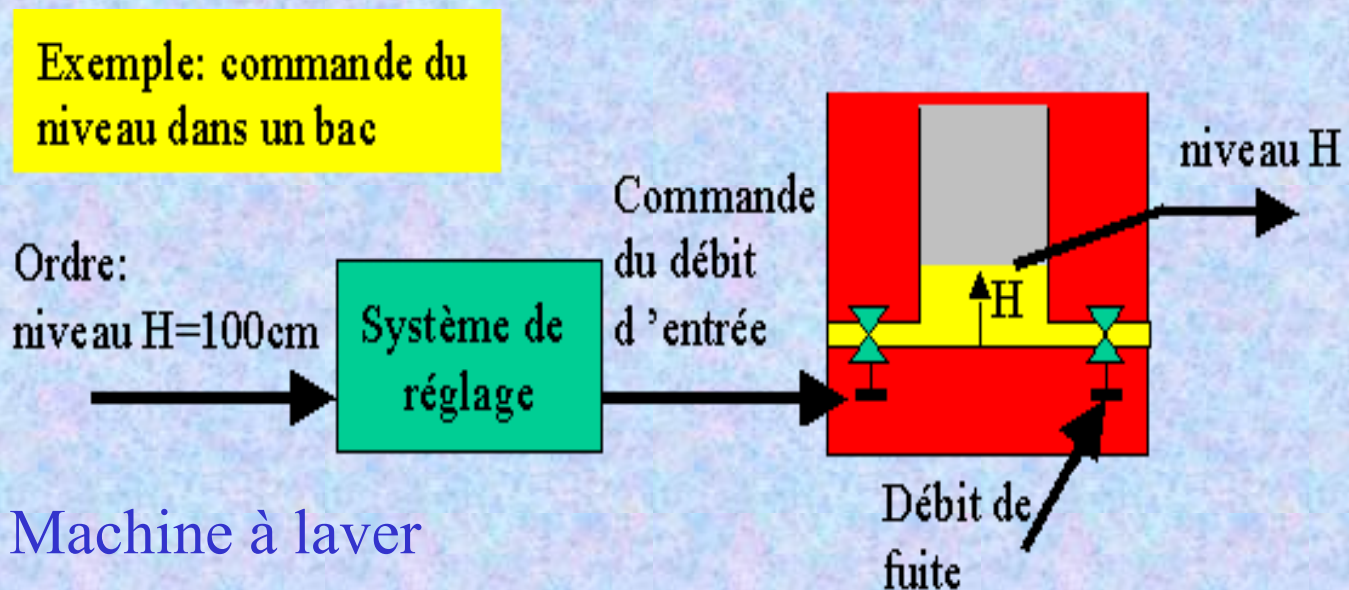 Exemple: commande du
niveau dans un bac
Ordre:
niveau H=100cm
Système de
réglage
Commande
du débit
d ’entrée
H
niveau H
Débit de
fuite
Machine à laver